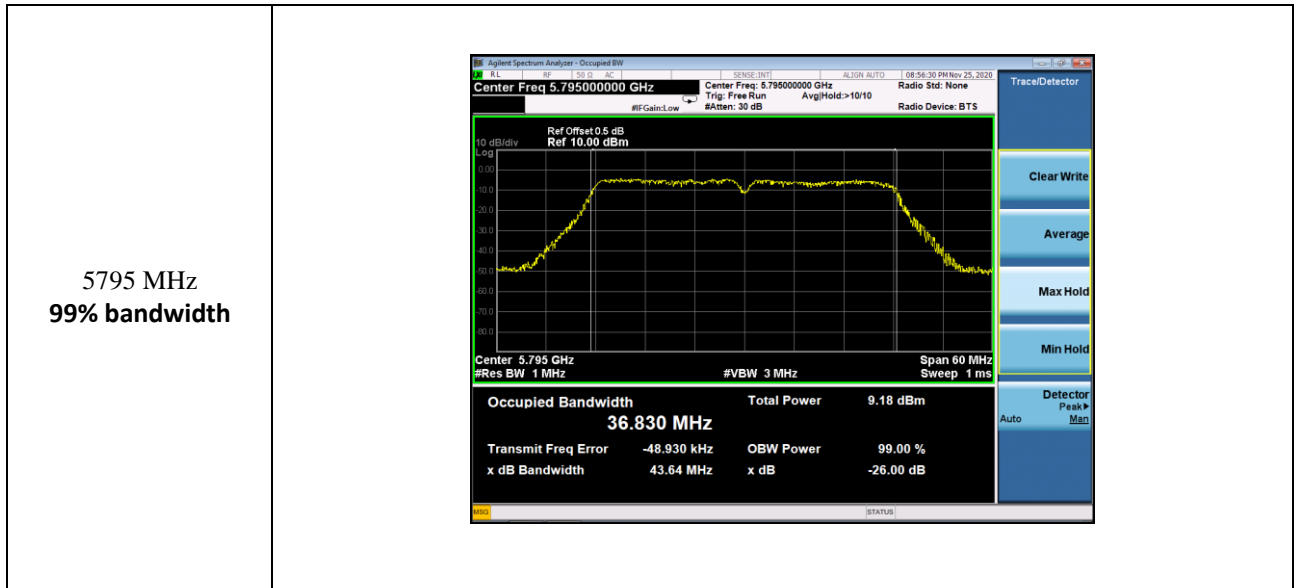 5795 MHz
99% bandwidth
Agilent Spectrum Analyzer - Occupied BW
RL RF 50 Ω AC SENSE:INT ALIGN AUTO 08:56:30 PM Nov 25, 2020
Center Freq 5.795000000 GHz Center Freq: 5.795000000 GHz Radio Std: None
Trig: Free Run Avg|Hold:>10/10
#IFGain:Low #Atten: 30 dB Radio Device: BTS
Trace/Detector
Ref Offset 0.5 dB
10 dB/div Ref 10.00 dBm
Log
0.00
-10.0
-20.0
-30.0
-40.0
-50.0
-60.0
-70.0
-80.0
Center 5.795 GHz Span 60 MHz
#Res BW 1 MHz #VBW 3 MHz Sweep 1 ms
Occupied Bandwidth Total Power 9.18 dBm
36.830 MHz
Transmit Freq Error -48.930 kHz OBW Power 99.00 %
x dB Bandwidth 43.64 MHz x dB -26.00 dB
Clear Write
Average
Max Hold
Min Hold
Detector
Peak▶
Auto Man
MSG STATUS